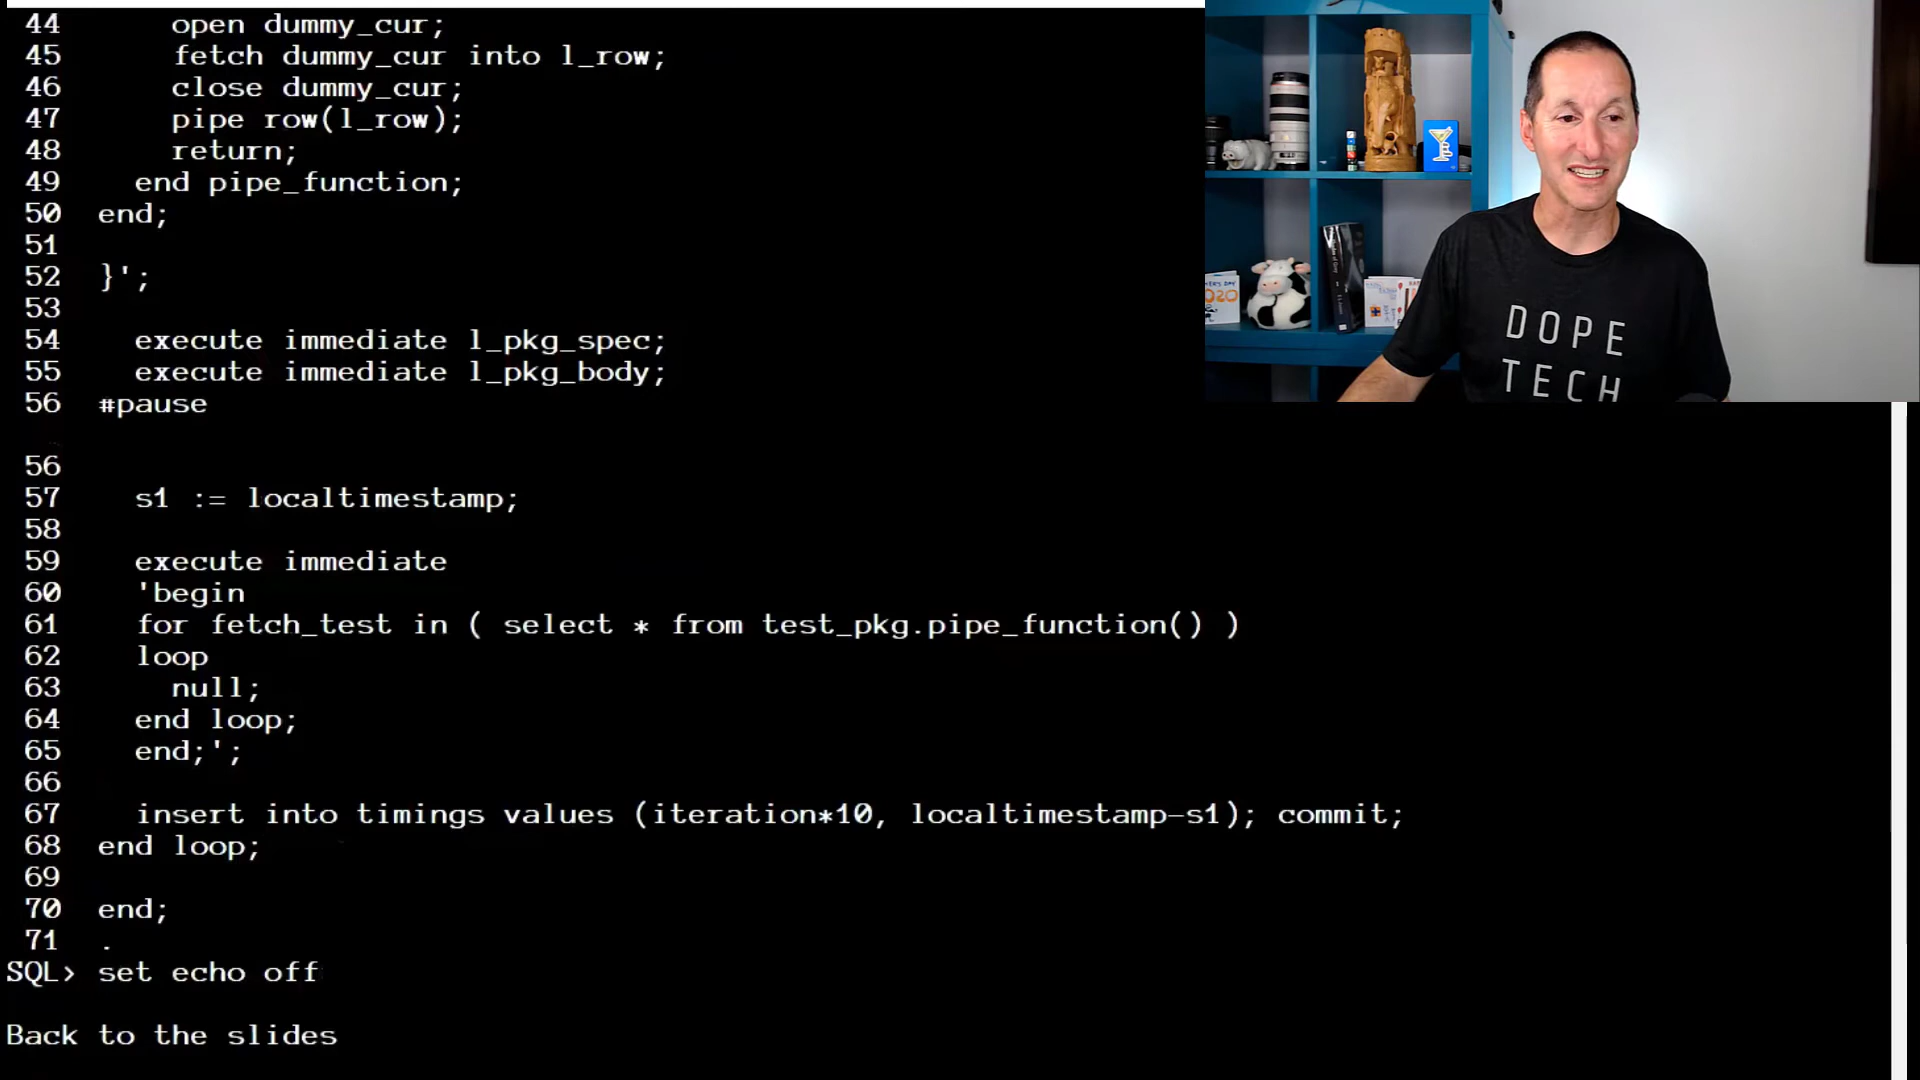 44      open dummy_cur;
45      fetch dummy_cur into l_row;
46      close dummy_cur;
47      pipe row(l_row);
48      return;
49    end pipe_function;
50  end;
51
52  }';
53
54    execute immediate l_pkg_spec;
55    execute immediate l_pkg_body;
56  #pause
56
57    s1 := localtimestamp;
58
59    execute immediate
60    'begin
61    for fetch_test in ( select * from test_pkg.pipe_function() )
62    loop
63      null;
64    end loop;
65    end;';
66
67    insert into timings values (iteration*10, localtimestamp-s1); commit;
68  end loop;
69
70  end;
71  .
SQL> set echo off
Back to the slides
DOPE
TECH
2020